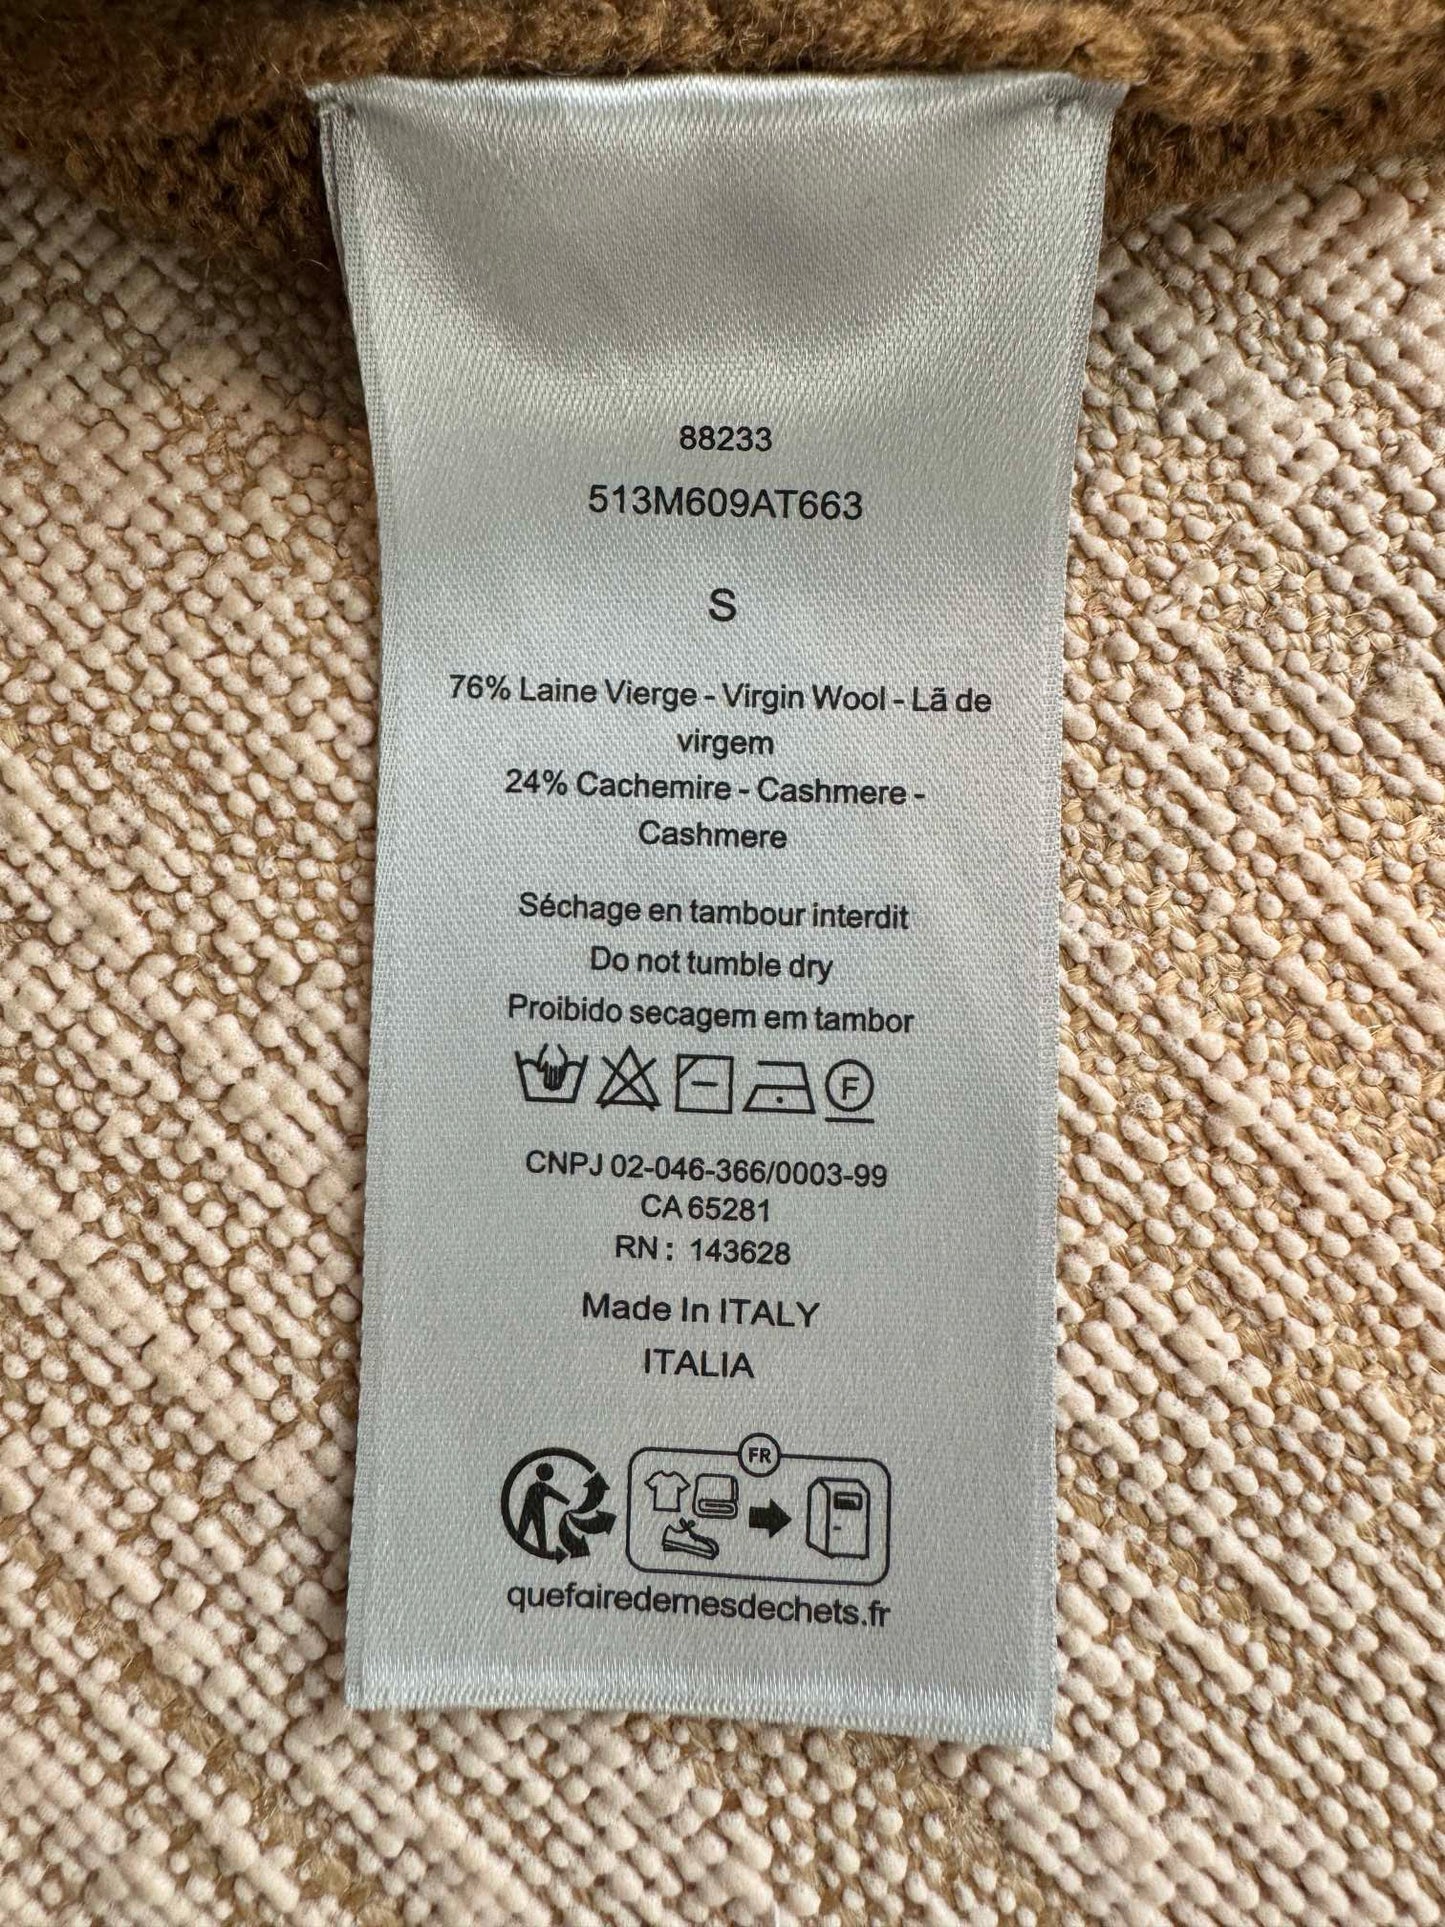 88233
513M609AT663
S
76% Laine Vierge - Virgin Wool - Lã de
virgem
24% Cachemire - Cashmere -
Cashmere
Séchage en tambour interdit
Do not tumble dry
Proibido secagem em tambor
F
CNPJ 02-046-366/0003-99
CA 65281
RN : 143628
Made In ITALY
ITALIA
FR
quefairedemesdechets.fr